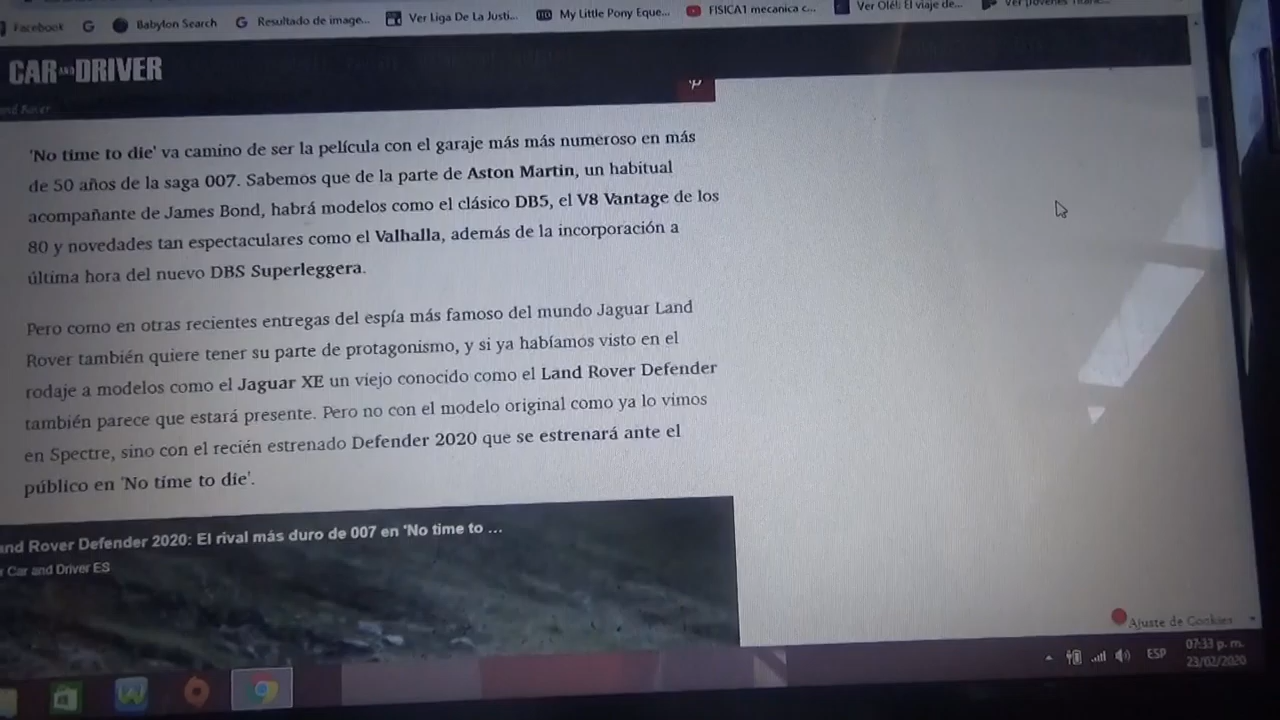 Facebook
Babylon Search
Resultado de image...
Ver Liga De La Justi...
My Little Pony Eque...
FISICA1 mecanica c...
Ver Olé! El viaje de...
CAR AND DRIVER
'No time to die' va camino de ser la película con el garaje más más numeroso en más
de 50 años de la saga 007. Sabemos que de la parte de Aston Martin, un habitual
acompañante de James Bond, habrá modelos como el clásico DB5, el V8 Vantage de los
80 y novedades tan espectaculares como el Valhalla, además de la incorporación a
última hora del nuevo DBS Superleggera.
Pero como en otras recientes entregas del espía más famoso del mundo Jaguar Land
Rover también quiere tener su parte de protagonismo, y si ya habíamos visto en el
rodaje a modelos como el Jaguar XE un viejo conocido como el Land Rover Defender
también parece que estará presente. Pero no con el modelo original como ya lo vimos
en Spectre, sino con el recién estrenado Defender 2020 que se estrenará ante el
público en 'No time to die'.
and Rover Defender 2020: El rival más duro de 007 en 'No time to ...
Car and Driver ES
Ajuste de Cookies
ESP
07:33 p. m.
23/02/2020